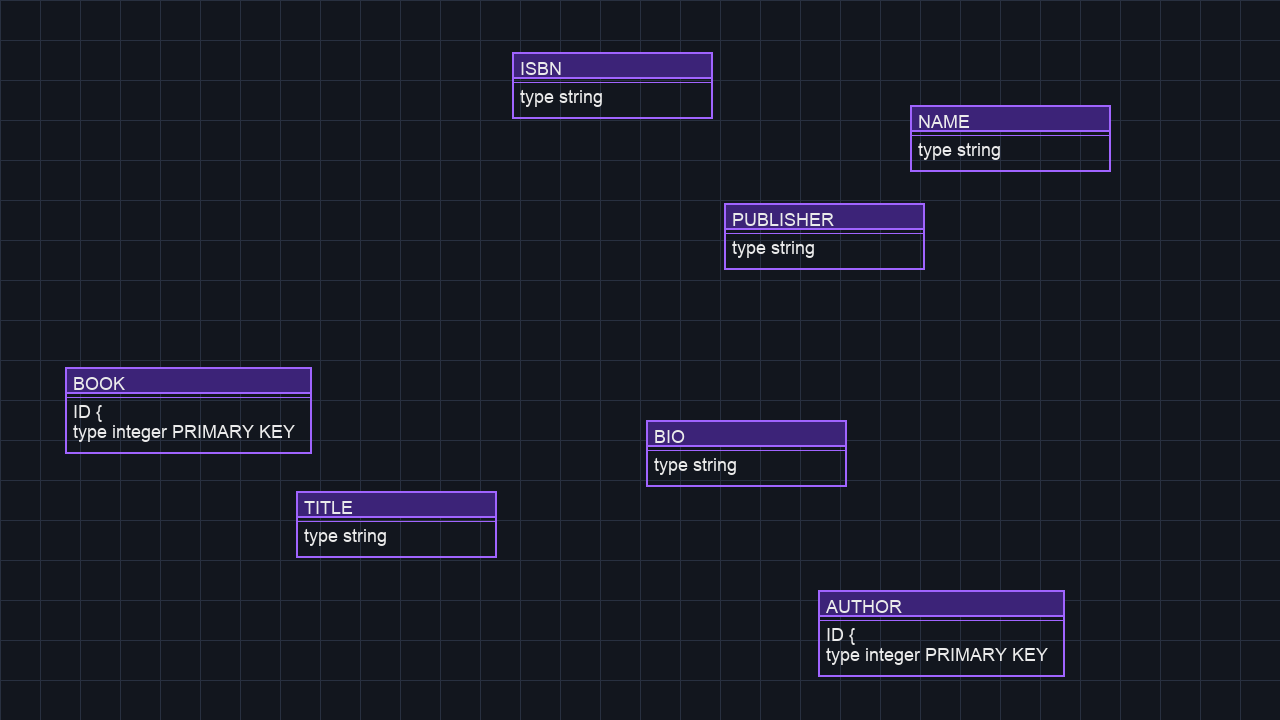 ISBN
type string
NAME
type string
PUBLISHER
type string
BOOK
ID {
type integer PRIMARY KEY
BIO
type string
TITLE
type string
AUTHOR
ID {
type integer PRIMARY KEY